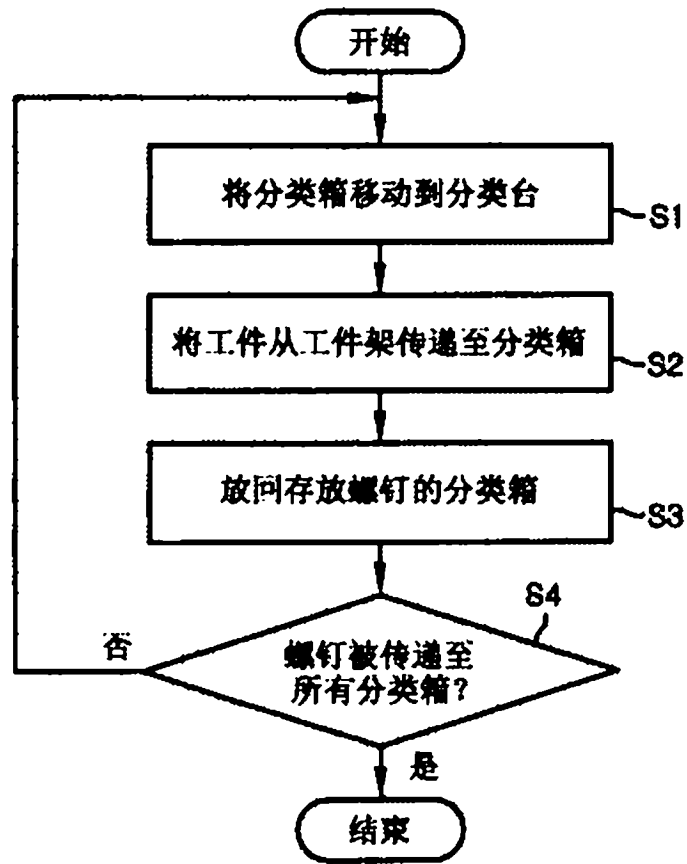 开始
将分类箱移动到分类台
S1
将工件从工件架传递至分类箱
S2
放回存放螺钉的分类箱
S3
S4
螺钉被传递至
所有分类箱?
否
是
结束